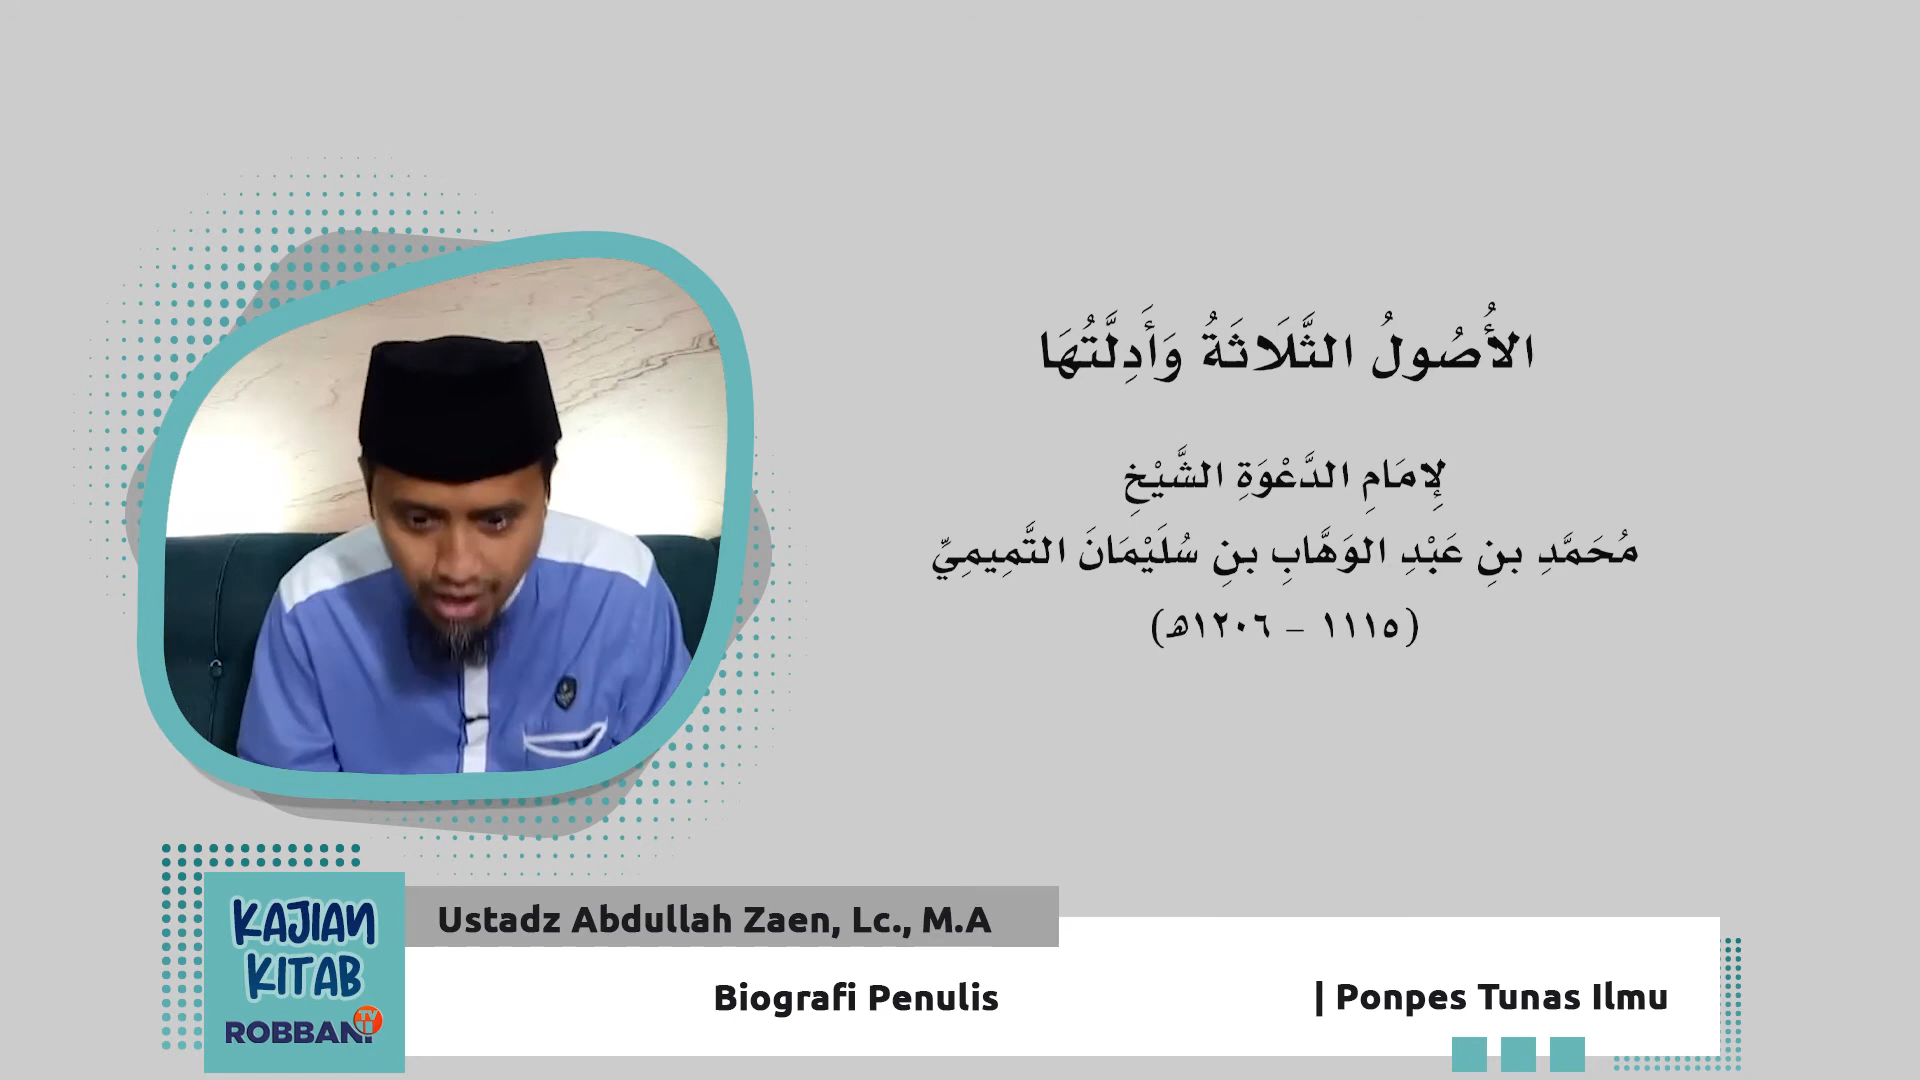 الأُصُولُ الثَّلَاثَةُ وَأَدِلَّتُهَا
لِإِمَامِ الدَّعْوَةِ الشَّيْخِ
مُحَمَّدِ بنِ عَبْدِ الوَهَّابِ بنِ سُلَيْمَانَ التَّمِيمِيِّ
(١١١٥ – ١٢٠٦هـ)
Ustadz Abdullah Zaen, Lc., M.A
KAJIAN
KITAB
ROBBANI TV
Biografi Penulis | Ponpes Tunas Ilmu